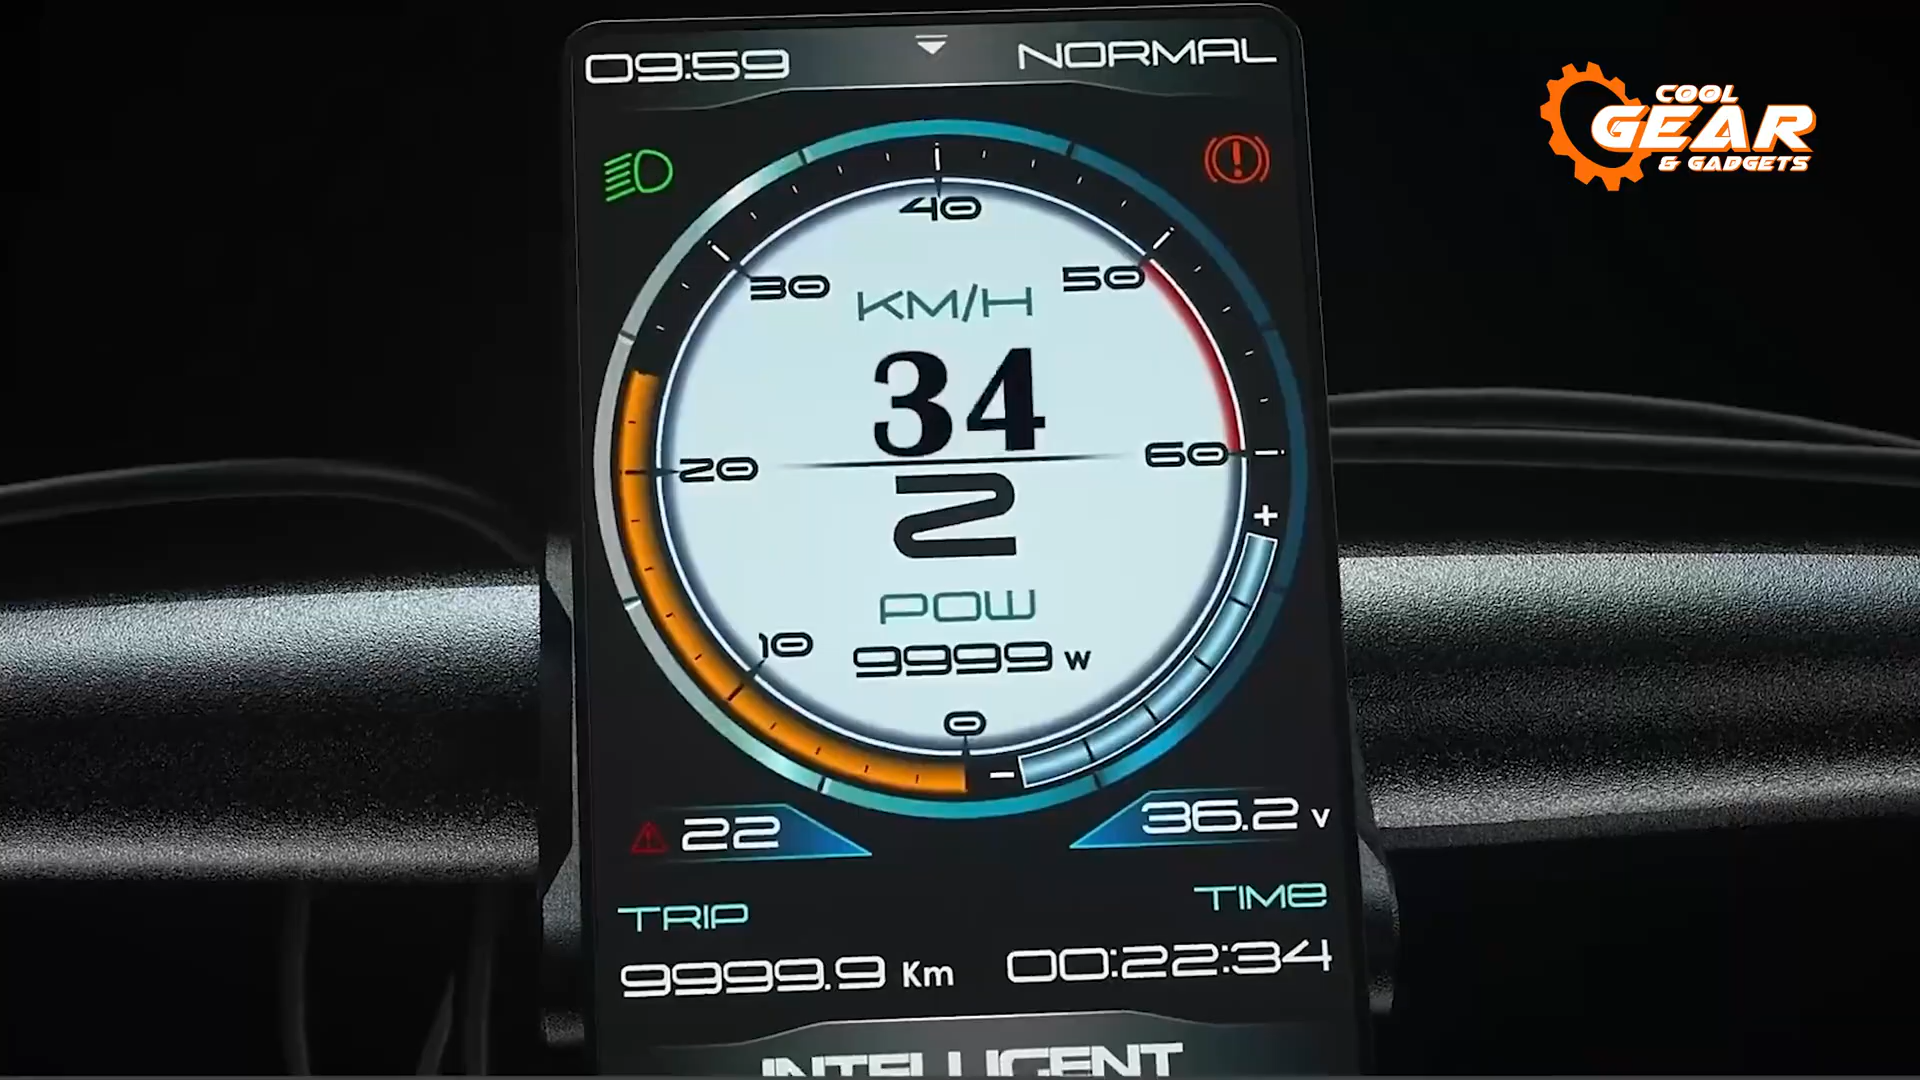 09:59
NORMAL
COOL
GEAR
& GADGETS
40
30
50
KM/H
34
20
60
2
+
POW
10
9999 W
0
−
22
36.2 V
TRIP
TIME
9999.9 Km
00:22:34
INTELLIGENT